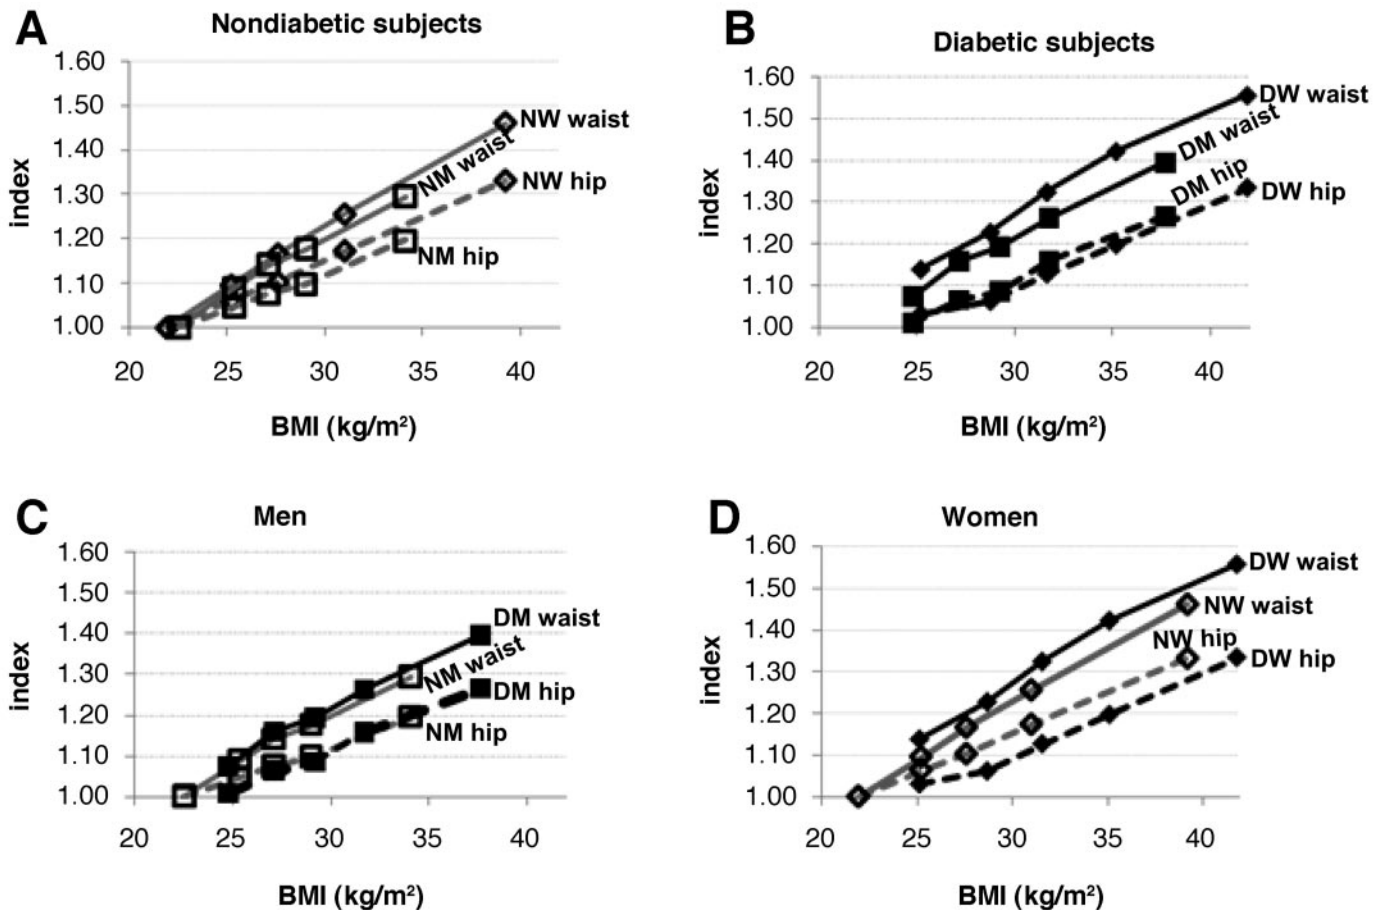 A
Nondiabetic subjects
1.60
1.50
1.40
1.30
1.20
1.10
1.00
index
NW waist
NM waist
NW hip
NM hip
20 25 30 35 40
BMI (kg/m²)
B
Diabetic subjects
1.60
1.50
1.40
1.30
1.20
1.10
1.00
index
DW waist
DM waist
DM hip
DW hip
20 25 30 35 40
BMI (kg/m²)
C
Men
1.60
1.50
1.40
1.30
1.20
1.10
1.00
index
DM waist
NM waist
DM hip
NM hip
20 25 30 35 40
BMI (kg/m²)
D
Women
1.60
1.50
1.40
1.30
1.20
1.10
1.00
index
DW waist
NW waist
NW hip
DW hip
20 25 30 35 40
BMI (kg/m²)